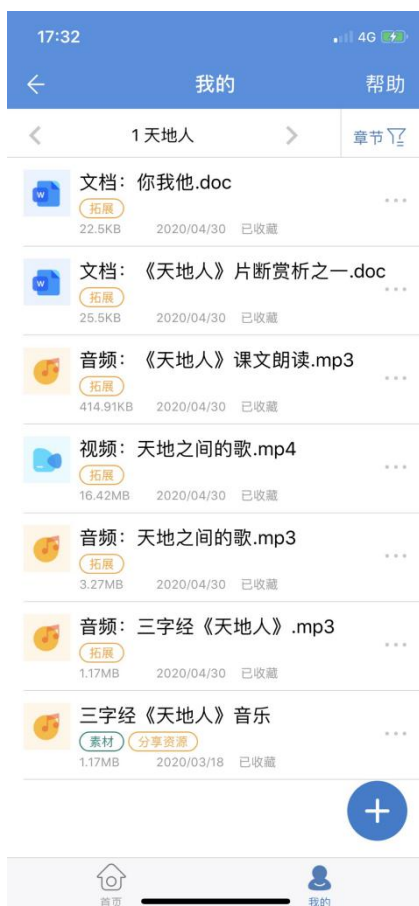 17:32
4G
我的
帮助
1 天地人
章节
文档：你我他.doc
拓展
22.5KB 2020/04/30 已收藏
文档：《天地人》片断赏析之一.doc
拓展
25.5KB 2020/04/30 已收藏
音频：《天地人》课文朗读.mp3
拓展
414.91KB 2020/04/30 已收藏
视频：天地之间的歌.mp4
拓展
16.42MB 2020/04/30 已收藏
音频：天地之间的歌.mp3
拓展
3.27MB 2020/04/30 已收藏
音频：三字经《天地人》.mp3
拓展
1.17MB 2020/04/30 已收藏
三字经《天地人》音乐
素材 分享资源
1.17MB 2020/03/18 已收藏
首页
我的